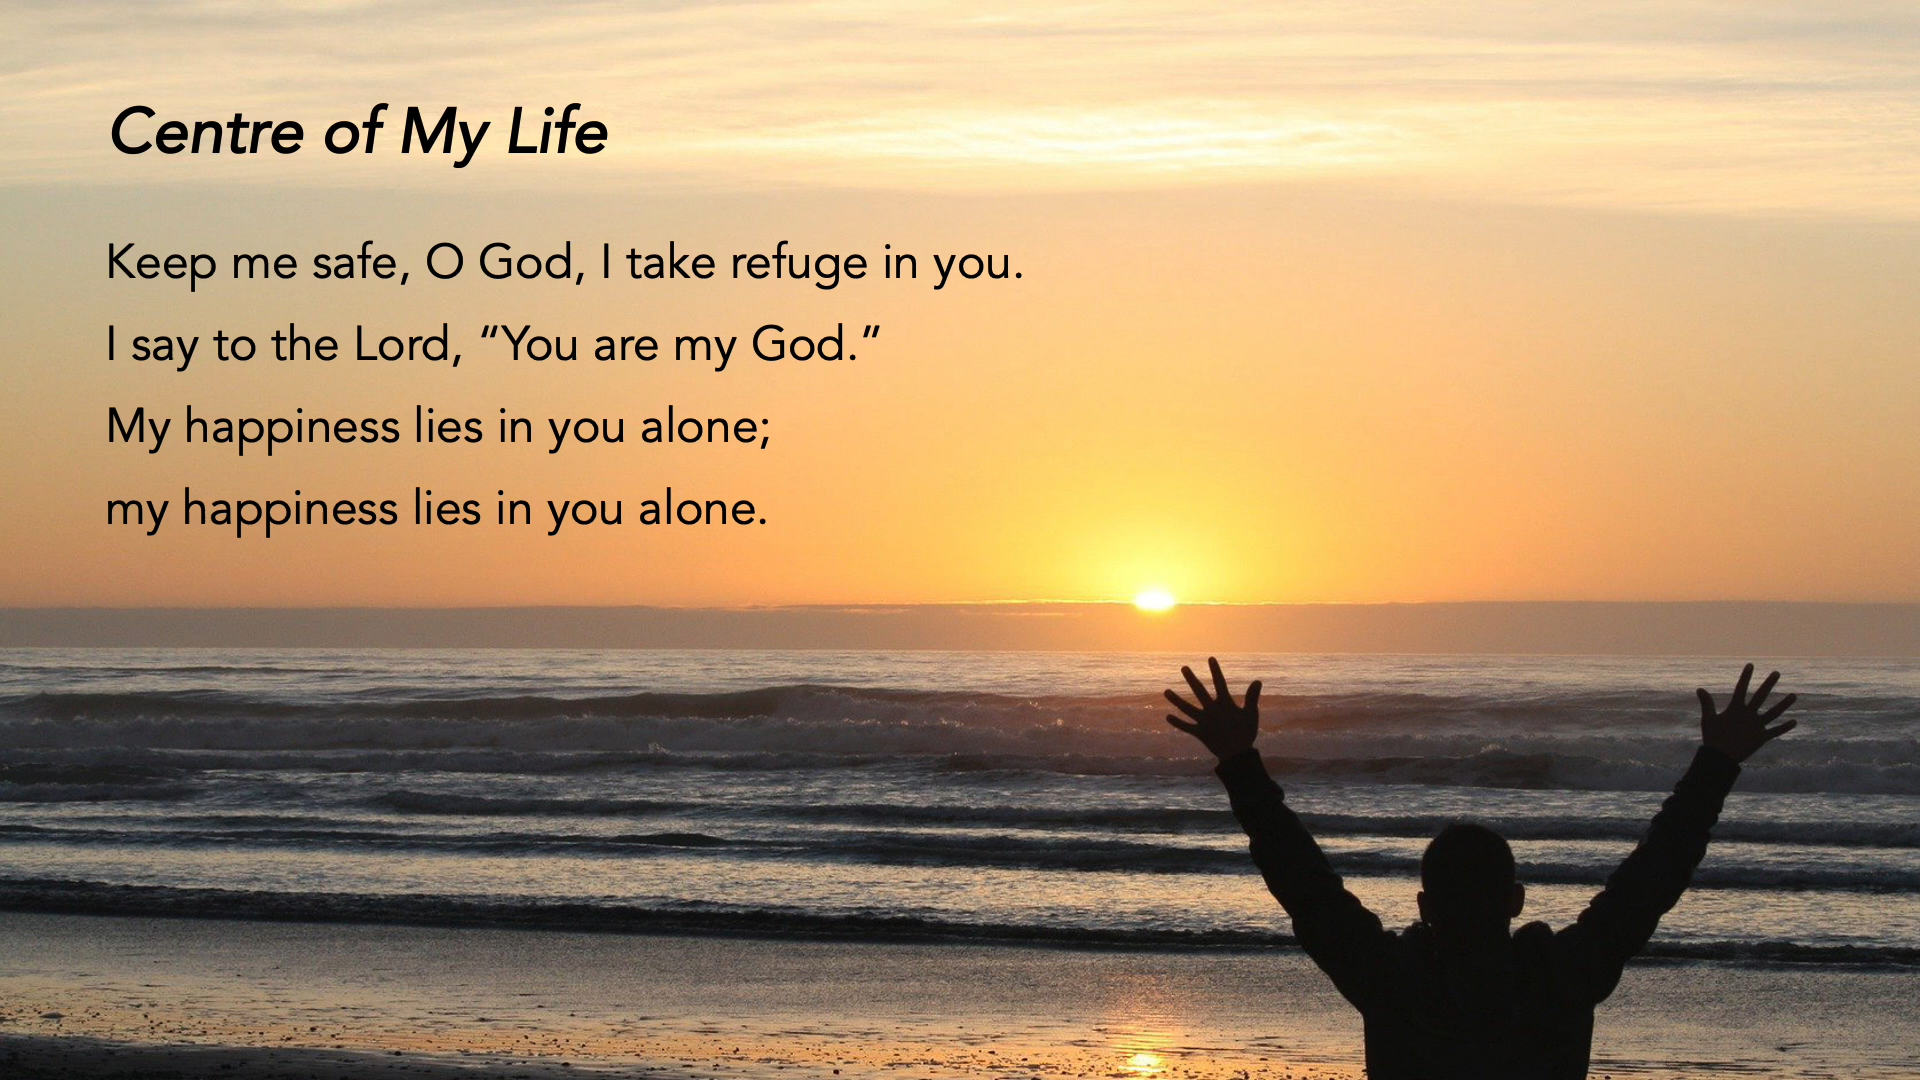 Centre of My Life
Keep me safe, O God, I take refuge in you.
I say to the Lord, “You are my God.”
My happiness lies in you alone;
my happiness lies in you alone.